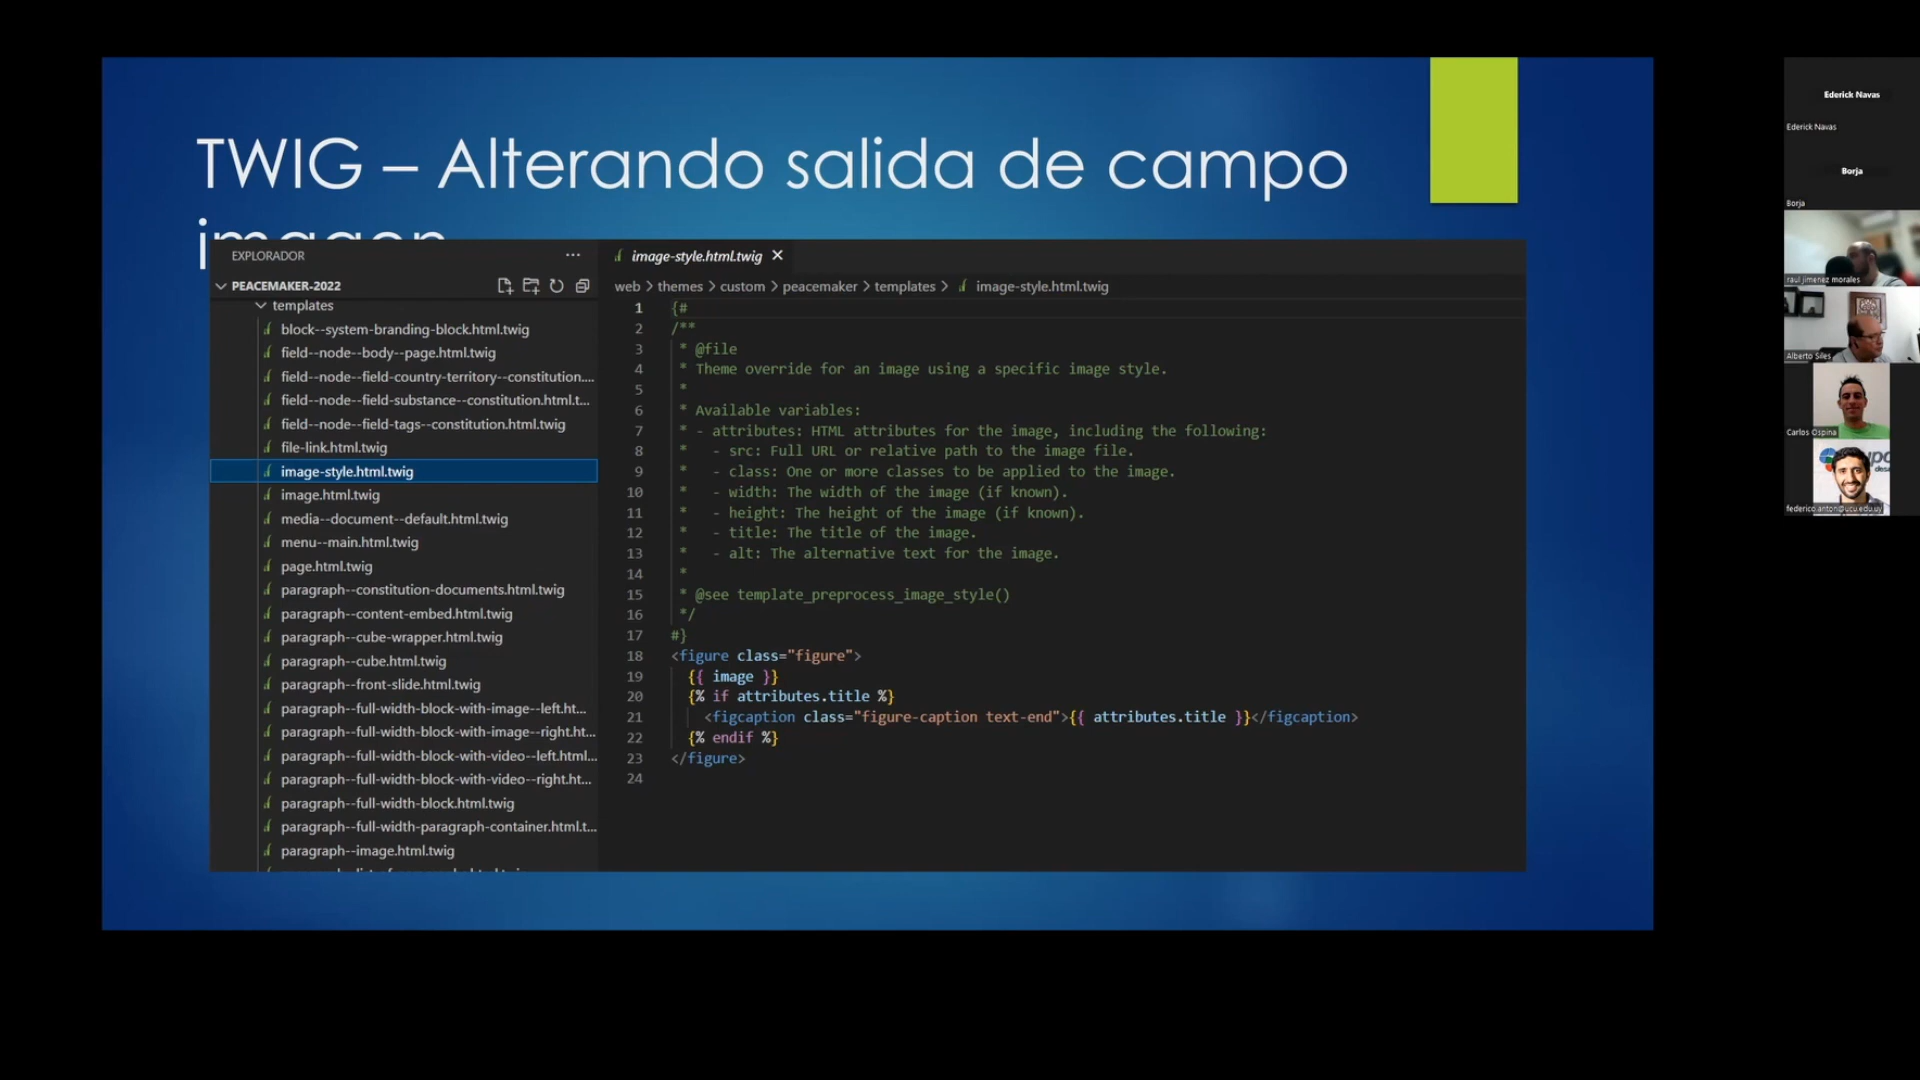 TWIG – Alterando salida de campo
imagen
EXPLORADOR
PEACEMAKER-2022
templates
block--system-branding-block.html.twig
field--node--body--page.html.twig
field--node--field-country-territory--constitution....
field--node--field-substance--constitution.html.t...
field--node--field-tags--constitution.html.twig
file-link.html.twig
image-style.html.twig
image.html.twig
media--document--default.html.twig
menu--main.html.twig
page.html.twig
paragraph--constitution-documents.html.twig
paragraph--content-embed.html.twig
paragraph--cube-wrapper.html.twig
paragraph--cube.html.twig
paragraph--front-slide.html.twig
paragraph--full-width-block-with-image--left.ht...
paragraph--full-width-block-with-image--right.ht...
paragraph--full-width-block-with-video--left.html...
paragraph--full-width-block-with-video--right.ht...
paragraph--full-width-block.html.twig
paragraph--full-width-paragraph-container.html.t...
paragraph--image.html.twig
image-style.html.twig
web > themes > custom > peacemaker > templates > image-style.html.twig
1 {#
2 /**
3 * @file
4 * Theme override for an image using a specific image style.
5 *
6 * Available variables:
7 * - attributes: HTML attributes for the image, including the following:
8 *   - src: Full URL or relative path to the image file.
9 *   - class: One or more classes to be applied to the image.
10 *   - width: The width of the image (if known).
11 *   - height: The height of the image (if known).
12 *   - title: The title of the image.
13 *   - alt: The alternative text for the image.
14 *
15 * @see template_preprocess_image_style()
16 */
17 #}
18 <figure class="figure">
19 {{ image }}
20 {% if attributes.title %}
21 <figcaption class="figure-caption text-end">{{ attributes.title }}</figcaption>
22 {% endif %}
23 </figure>
24
Ederick Navas
Ederick Navas
Borja
Borja
raul jimenez morales
Alberto Siles
Carlos Ospina
federico.anton@ucu.edu.uy